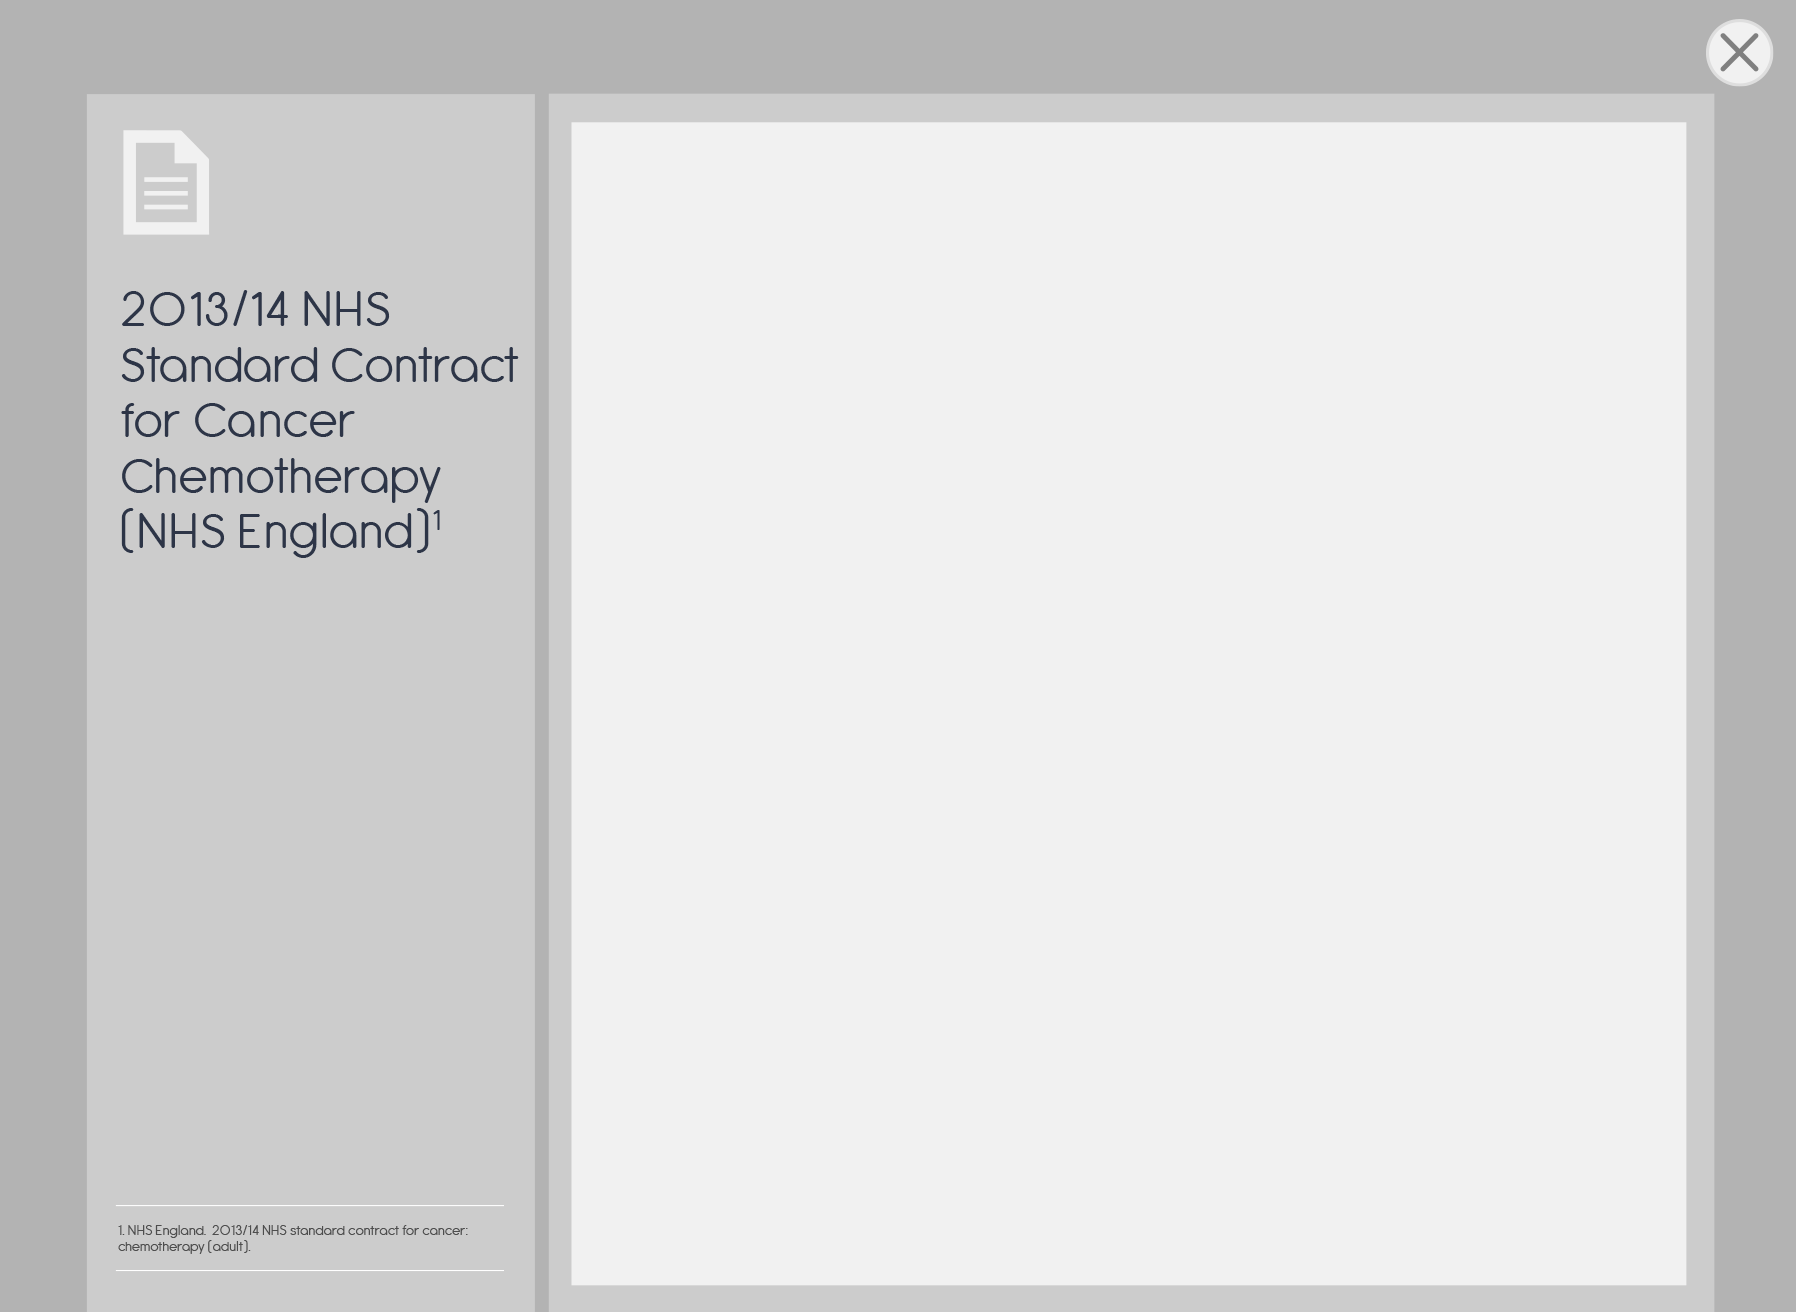 2013/14 NHS
Standard Contract
for Cancer
Chemotherapy
(NHS England)¹
1. NHS England.  2013/14 NHS standard contract for cancer:
chemotherapy (adult).